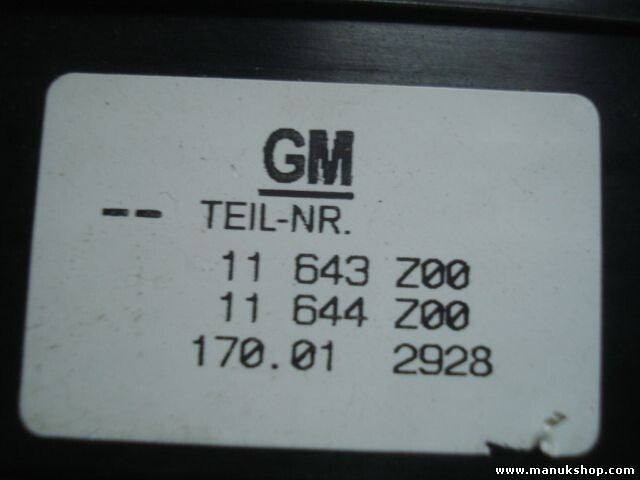 GM
-- TEIL-NR.
11 643 Z00
11 644 Z00
170.01 2928
www.manukshop.com